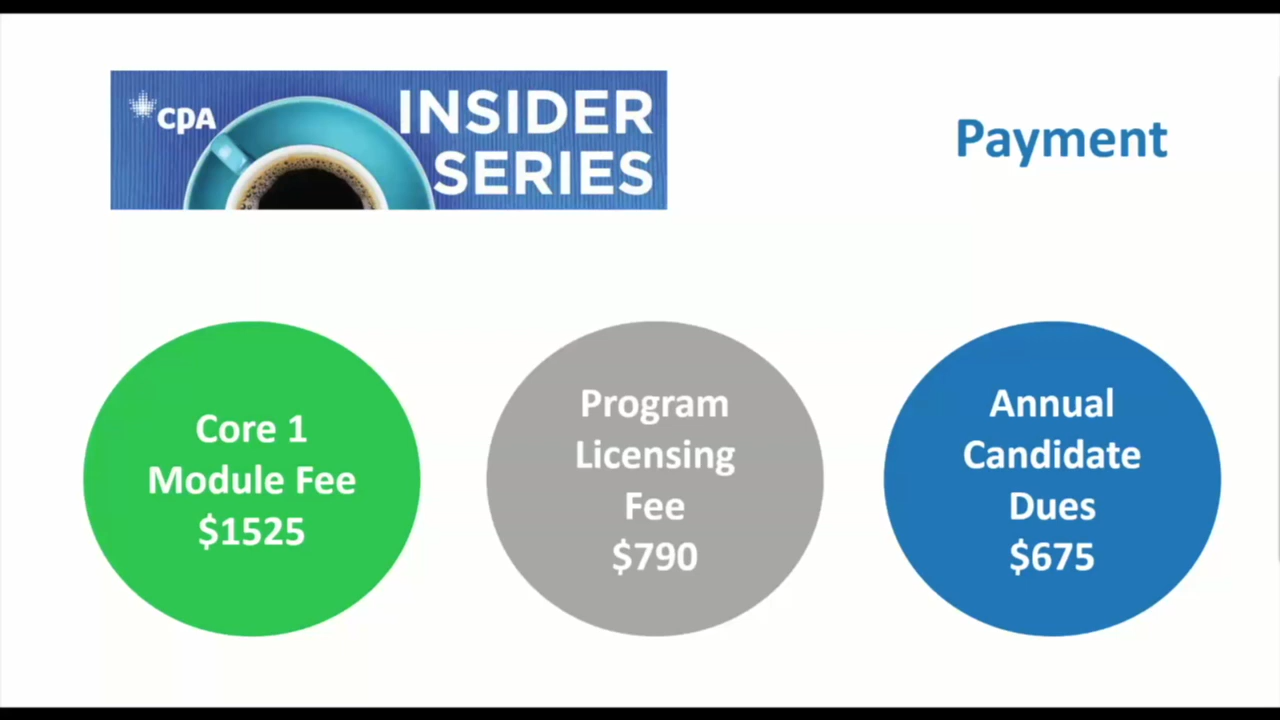 CPA
INSIDER
SERIES
Payment
Core 1
Module Fee
$1525
Program
Licensing
Fee
$790
Annual
Candidate
Dues
$675